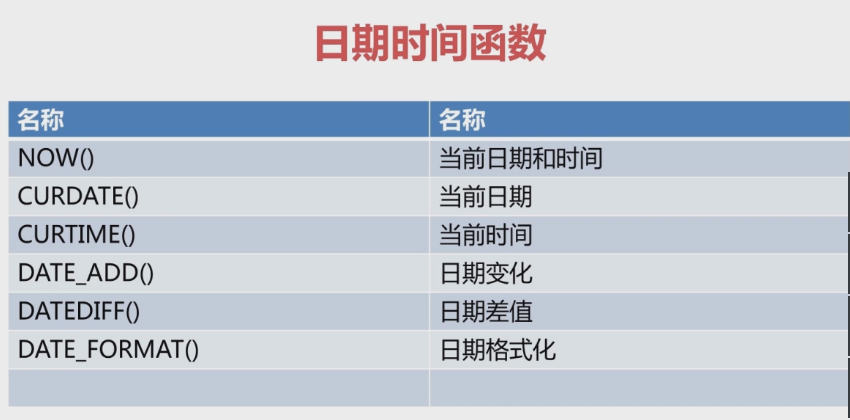 日期时间函数
名称 名称
NOW() 当前日期和时间
CURDATE() 当前日期
CURTIME() 当前时间
DATE_ADD() 日期变化
DATEDIFF() 日期差值
DATE_FORMAT() 日期格式化